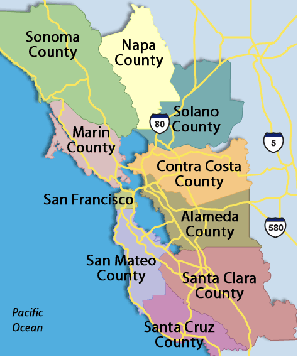 Sonoma
County
Napa
County
Solano
County
80
Marin
County
5
Contra Costa
County
San Francisco
Alameda
County
580
San Mateo
County
Santa Clara
County
Pacific
Ocean
Santa Cruz
County